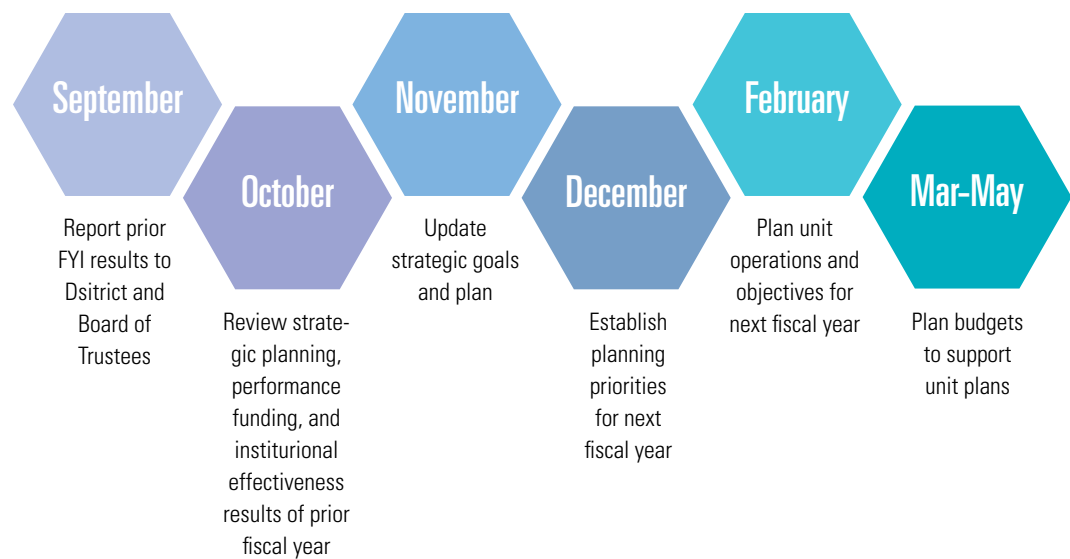 September
Report prior
FYI results to
Dsitrict and
Board of
Trustees
October
Review strate-
gic planning,
performance
funding, and
institurional
effectiveness
results of prior
fiscal year
November
Update
strategic goals
and plan
December
Establish
planning
priorities
for next
fiscal year
February
Plan unit
operations and
objectives for
next fiscal year
Mar-May
Plan budgets
to support
unit plans